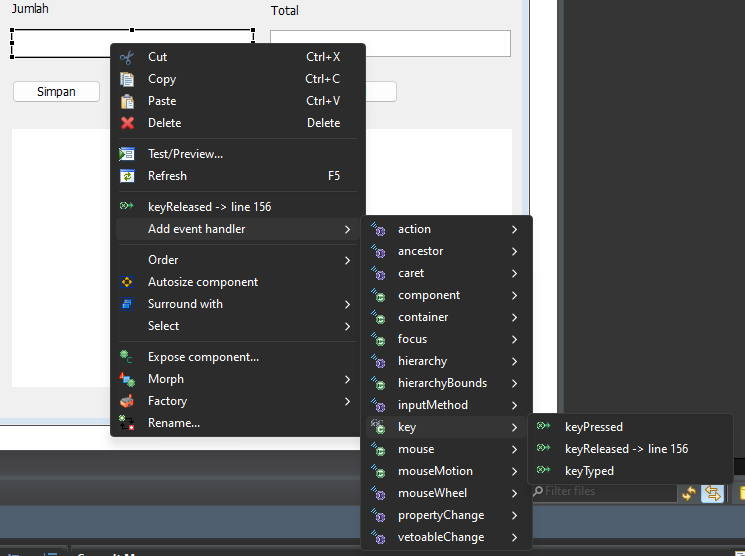 Jumlah
Total
Simpan
Cut Ctrl+X
Copy Ctrl+C
Paste Ctrl+V
Delete Delete
Test/Preview...
Refresh F5
keyReleased -> line 156
Add event handler
Order
Autosize component
Surround with
Select
Expose component...
Morph
Factory
Rename...
action
ancestor
caret
component
container
focus
hierarchy
hierarchyBounds
inputMethod
key
mouse
mouseMotion
mouseWheel
propertyChange
vetoableChange
keyPressed
keyReleased -> line 156
keyTyped
Filter files